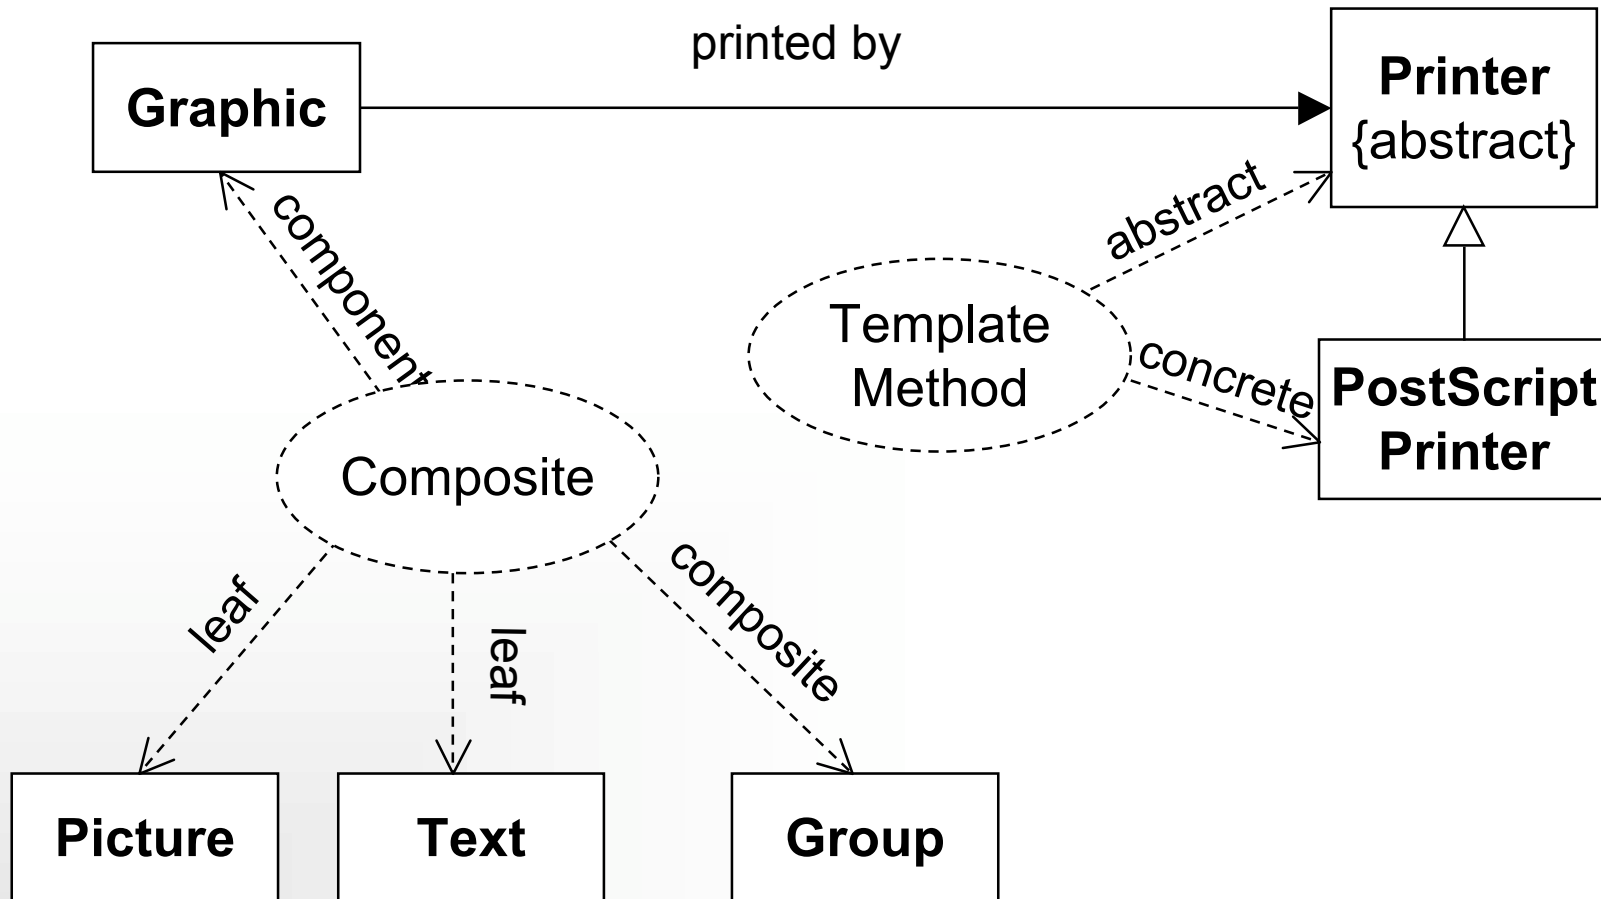 printed by
Graphic
Printer
{abstract}
component
abstract
Template
Method
concrete
PostScript
Printer
Composite
leaf
leaf
composite
Picture
Text
Group